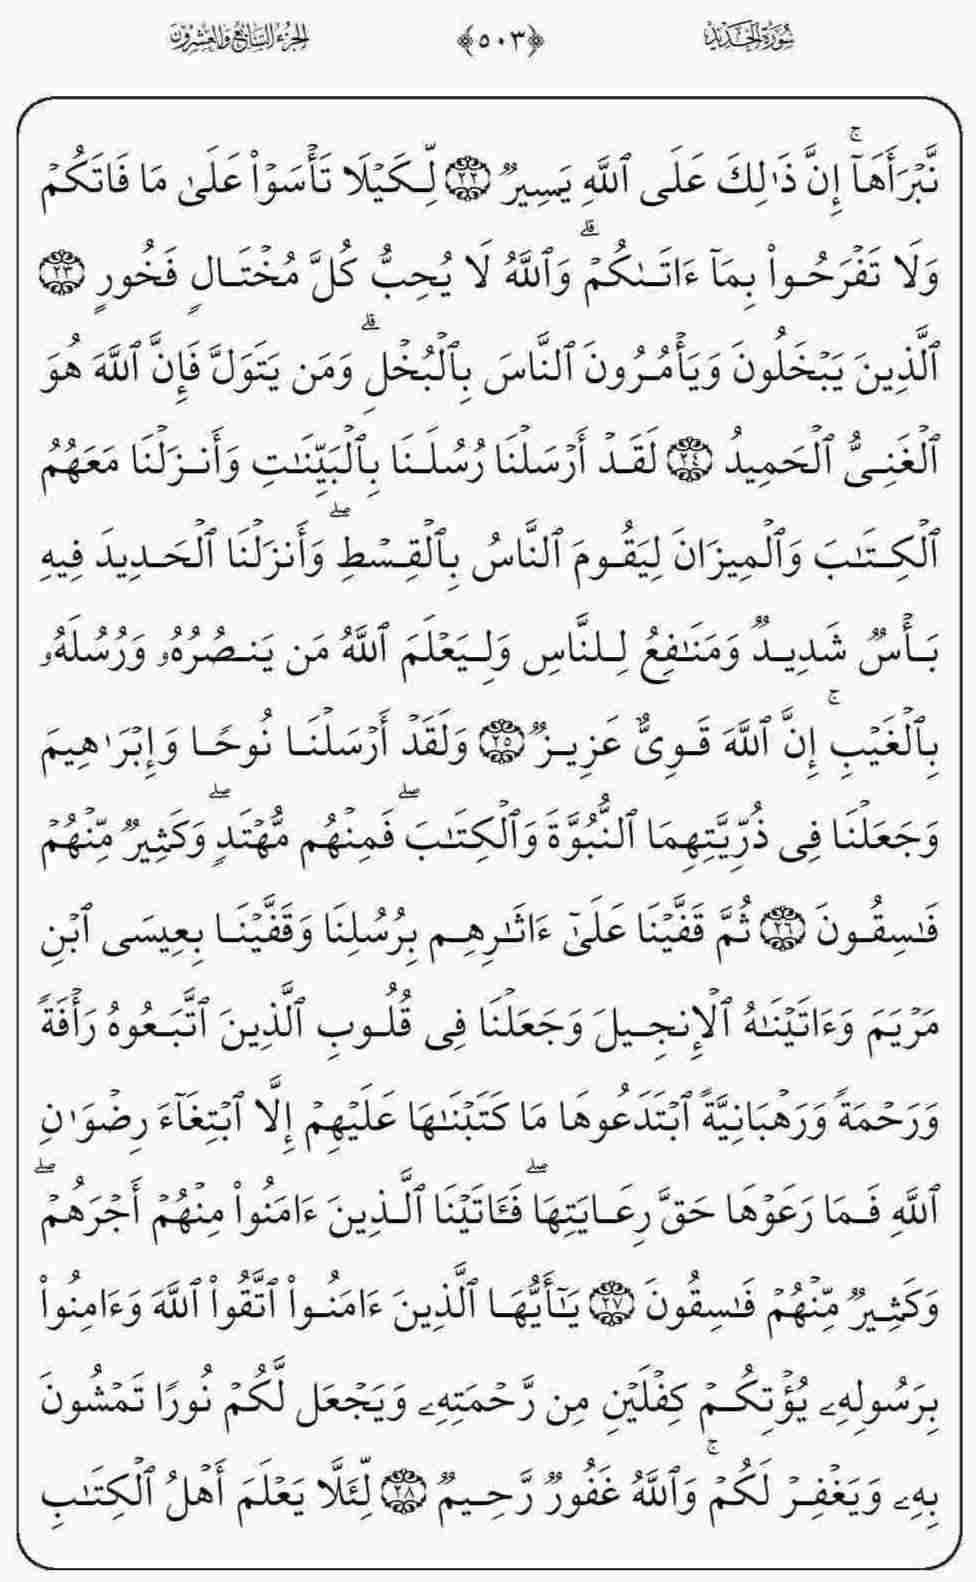 سُورَةُ الحَدِيدِ ﴿٥٠٣﴾ الجُزْءُ السَّابِعُ وَالعِشْرُونَ
نَّبْرَأَهَآ ۚ إِنَّ ذَٰلِكَ عَلَى ٱللَّهِ يَسِيرٌ ٢٢ لِّكَيْلَا تَأْسَوْا۟ عَلَىٰ مَا فَاتَكُمْ
وَلَا تَفْرَحُوا۟ بِمَآ ءَاتَىٰكُمْ ۗ وَٱللَّهُ لَا يُحِبُّ كُلَّ مُخْتَالٍ فَخُورٍ ٢٣
ٱلَّذِينَ يَبْخَلُونَ وَيَأْمُرُونَ ٱلنَّاسَ بِٱلْبُخْلِ ۗ وَمَن يَتَوَلَّ فَإِنَّ ٱللَّهَ هُوَ
ٱلْغَنِىُّ ٱلْحَمِيدُ ٢٤ لَقَدْ أَرْسَلْنَا رُسُلَنَا بِٱلْبَيِّنَٰتِ وَأَنزَلْنَا مَعَهُمُ
ٱلْكِتَٰبَ وَٱلْمِيزَانَ لِيَقُومَ ٱلنَّاسُ بِٱلْقِسْطِ ۖ وَأَنزَلْنَا ٱلْحَدِيدَ فِيهِ
بَأْسٌ شَدِيدٌ وَمَنَٰفِعُ لِلنَّاسِ وَلِيَعْلَمَ ٱللَّهُ مَن يَنصُرُهُۥ وَرُسُلَهُۥ
بِٱلْغَيْبِ ۚ إِنَّ ٱللَّهَ قَوِىٌّ عَزِيزٌ ٢٥ وَلَقَدْ أَرْسَلْنَا نُوحًا وَإِبْرَٰهِيمَ
وَجَعَلْنَا فِى ذُرِّيَّتِهِمَا ٱلنُّبُوَّةَ وَٱلْكِتَٰبَ ۖ فَمِنْهُم مُّهْتَدٍ ۖ وَكَثِيرٌ مِّنْهُمْ
فَٰسِقُونَ ٢٦ ثُمَّ قَفَّيْنَا عَلَىٰٓ ءَاثَٰرِهِم بِرُسُلِنَا وَقَفَّيْنَا بِعِيسَى ٱبْنِ
مَرْيَمَ وَءَاتَيْنَٰهُ ٱلْإِنجِيلَ وَجَعَلْنَا فِى قُلُوبِ ٱلَّذِينَ ٱتَّبَعُوهُ رَأْفَةً
وَرَحْمَةً وَرَهْبَانِيَّةً ٱبْتَدَعُوهَا مَا كَتَبْنَٰهَا عَلَيْهِمْ إِلَّا ٱبْتِغَآءَ رِضْوَٰنِ
ٱللَّهِ فَمَا رَعَوْهَا حَقَّ رِعَايَتِهَا ۖ فَـَٔاتَيْنَا ٱلَّذِينَ ءَامَنُوا۟ مِنْهُمْ أَجْرَهُمْ ۖ
وَكَثِيرٌ مِّنْهُمْ فَٰسِقُونَ ٢٧ يَٰٓأَيُّهَا ٱلَّذِينَ ءَامَنُوا۟ ٱتَّقُوا۟ ٱللَّهَ وَءَامِنُوا۟
بِرَسُولِهِۦ يُؤْتِكُمْ كِفْلَيْنِ مِن رَّحْمَتِهِۦ وَيَجْعَل لَّكُمْ نُورًا تَمْشُونَ
بِهِۦ وَيَغْفِرْ لَكُمْ ۚ وَٱللَّهُ غَفُورٌ رَّحِيمٌ ٢٨ لِّئَلَّا يَعْلَمَ أَهْلُ ٱلْكِتَٰبِ